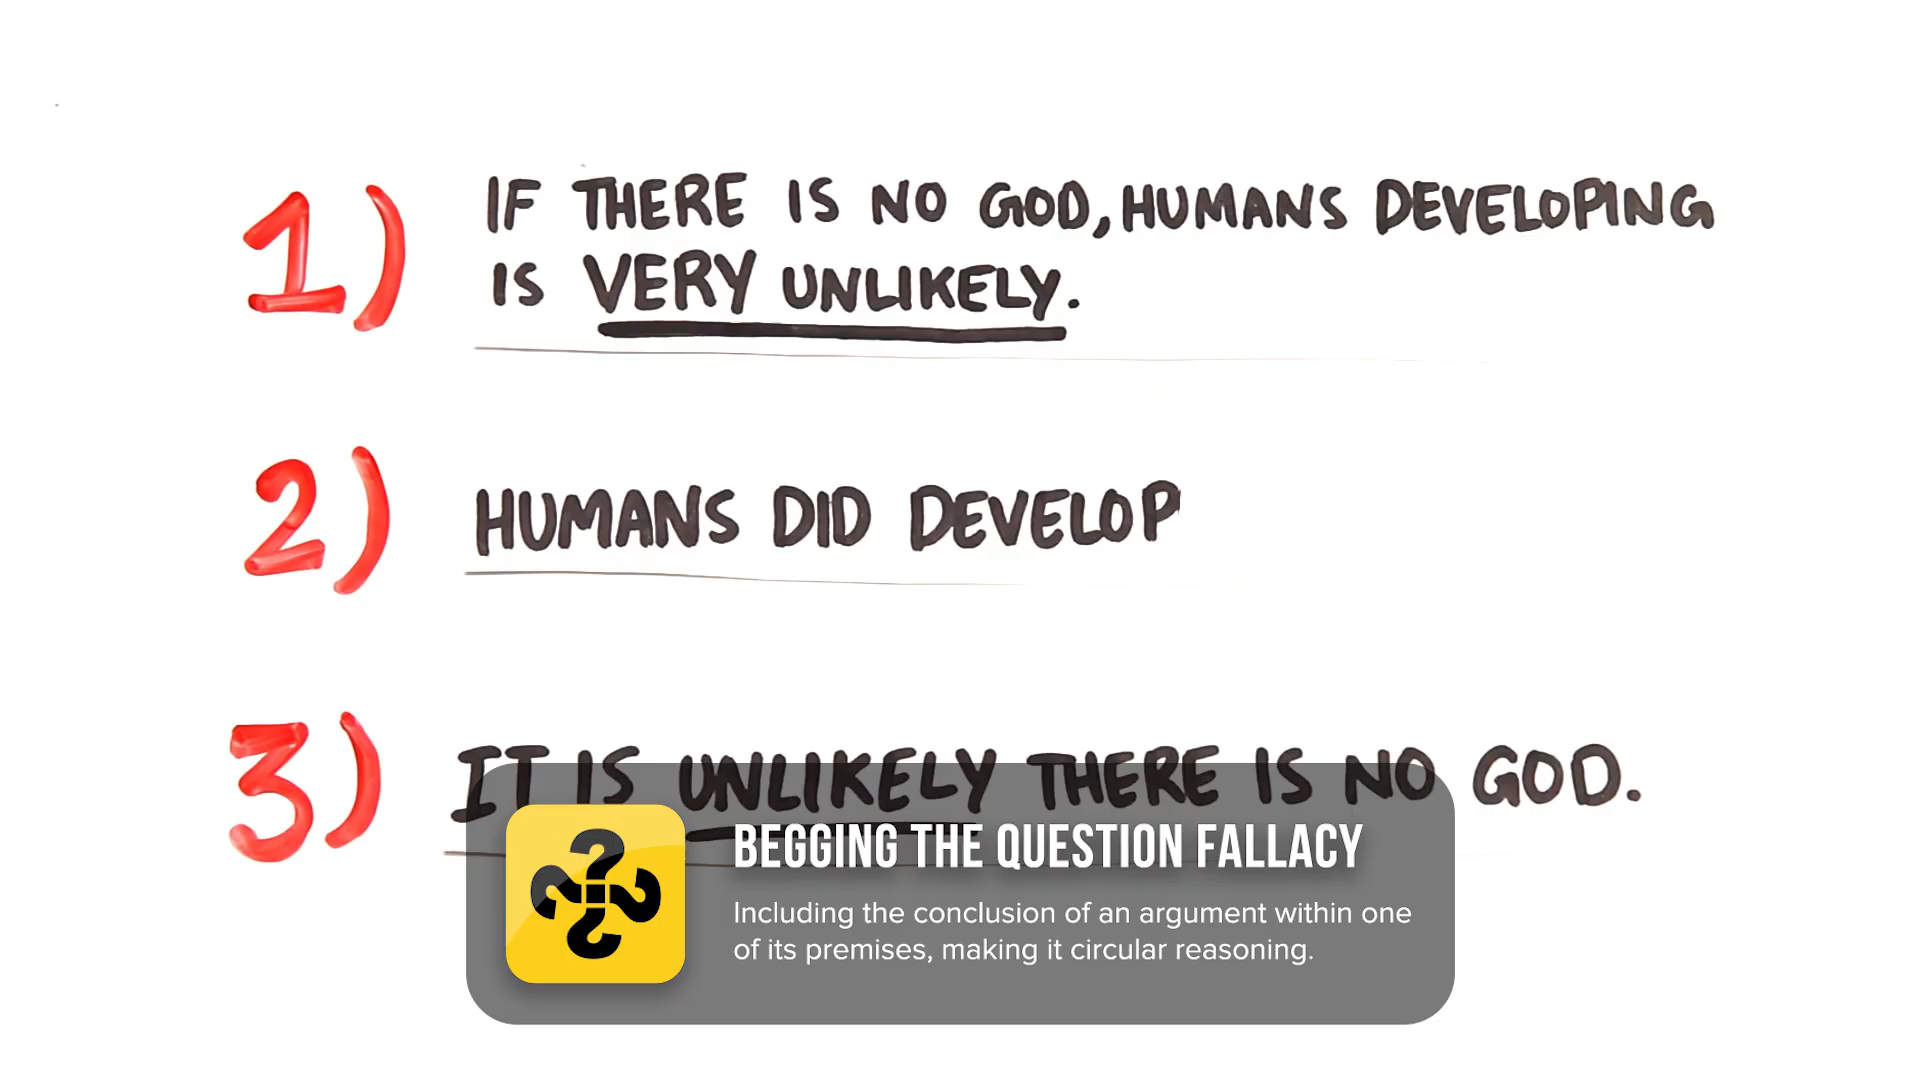 1) IF THERE IS NO GOD, HUMANS DEVELOPING
IS VERY UNLIKELY.
2) HUMANS DID DEVELOP
3) IT IS UNLIKELY THERE IS NO GOD.
BEGGING THE QUESTION FALLACY
Including the conclusion of an argument within one
of its premises, making it circular reasoning.